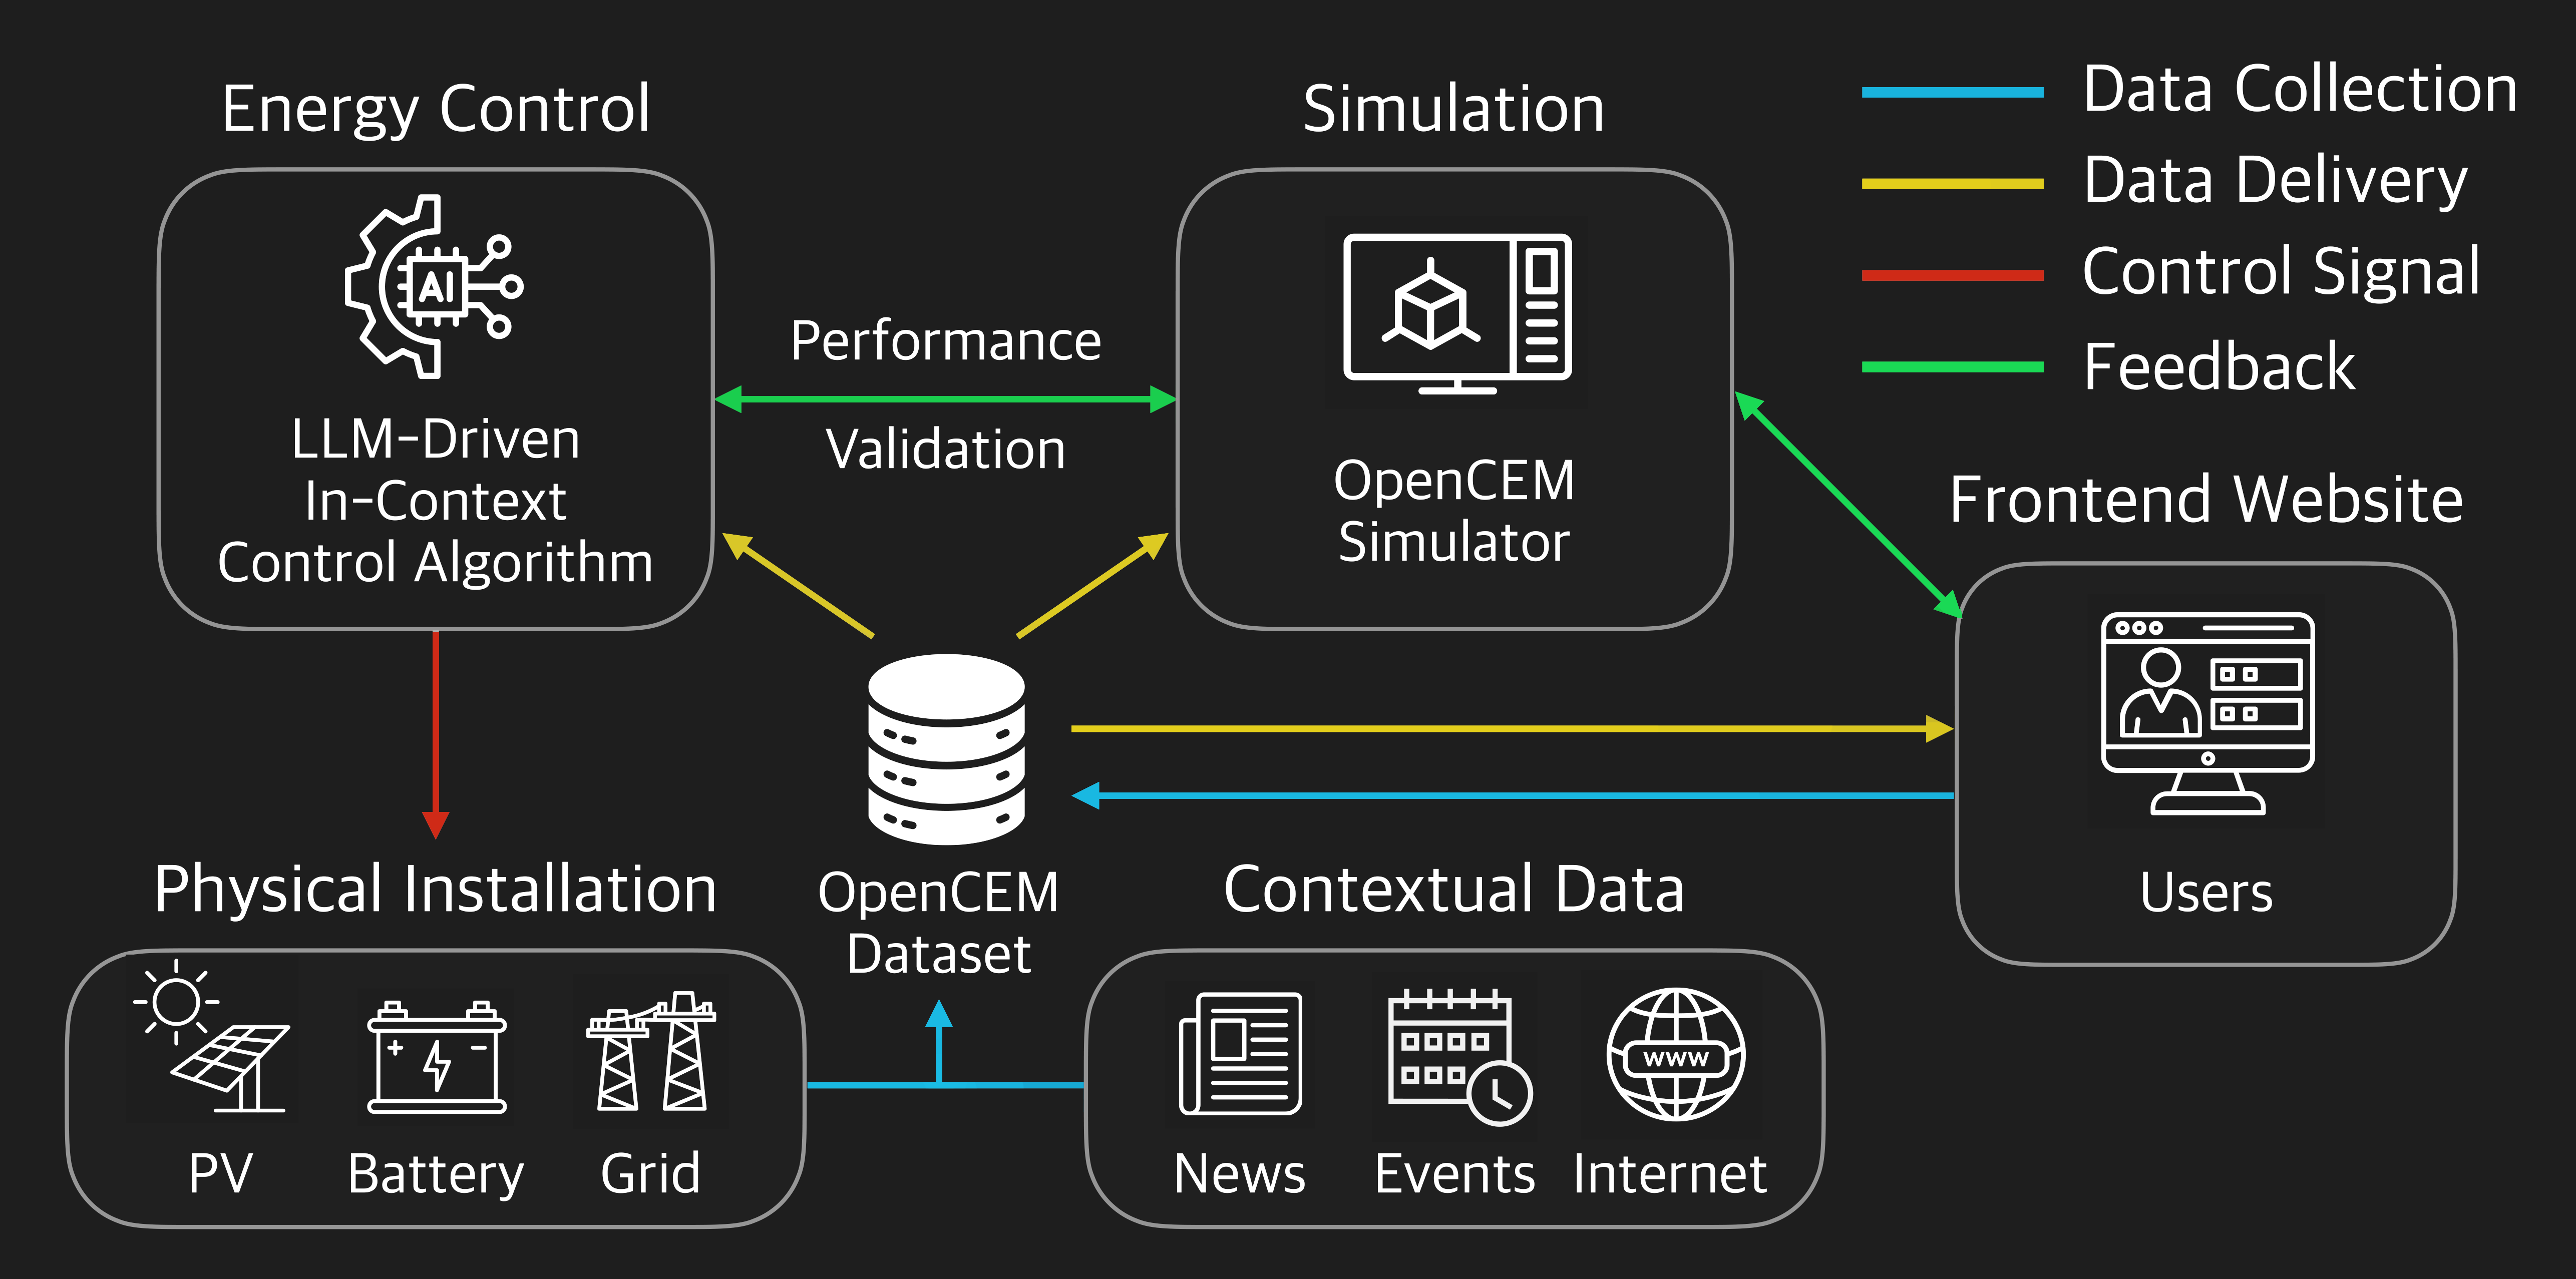 Energy Control
AI
LLM-Driven
In-Context
Control Algorithm
Performance
Validation
Simulation
OpenCEM
Simulator
Data Collection
Data Delivery
Control Signal
Feedback
Frontend Website
Users
OpenCEM
Dataset
Physical Installation
PV
Battery
Grid
Contextual Data
www
News
Events
Internet